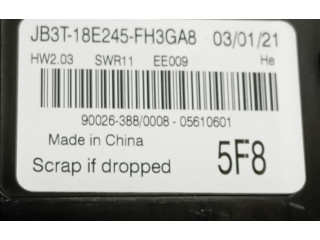 JB3T-18E245-FH3GA8 03/01/21
HW2.03 SWR11 EE009 He
90026-388/0008 - 05610601
Made in China
Scrap if dropped 5F8